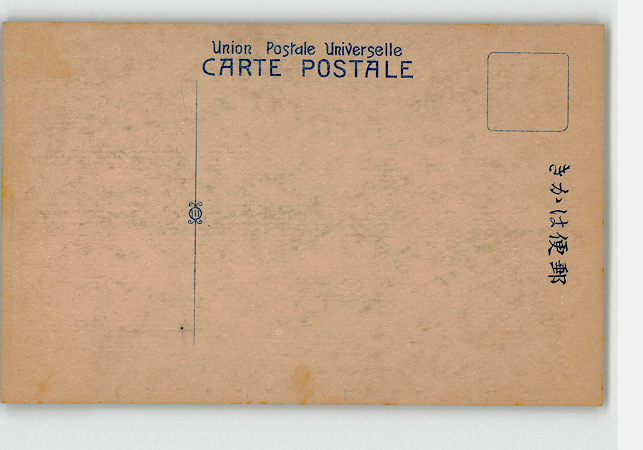 Union Postale Universelle
CARTE POSTALE
きかは便郵